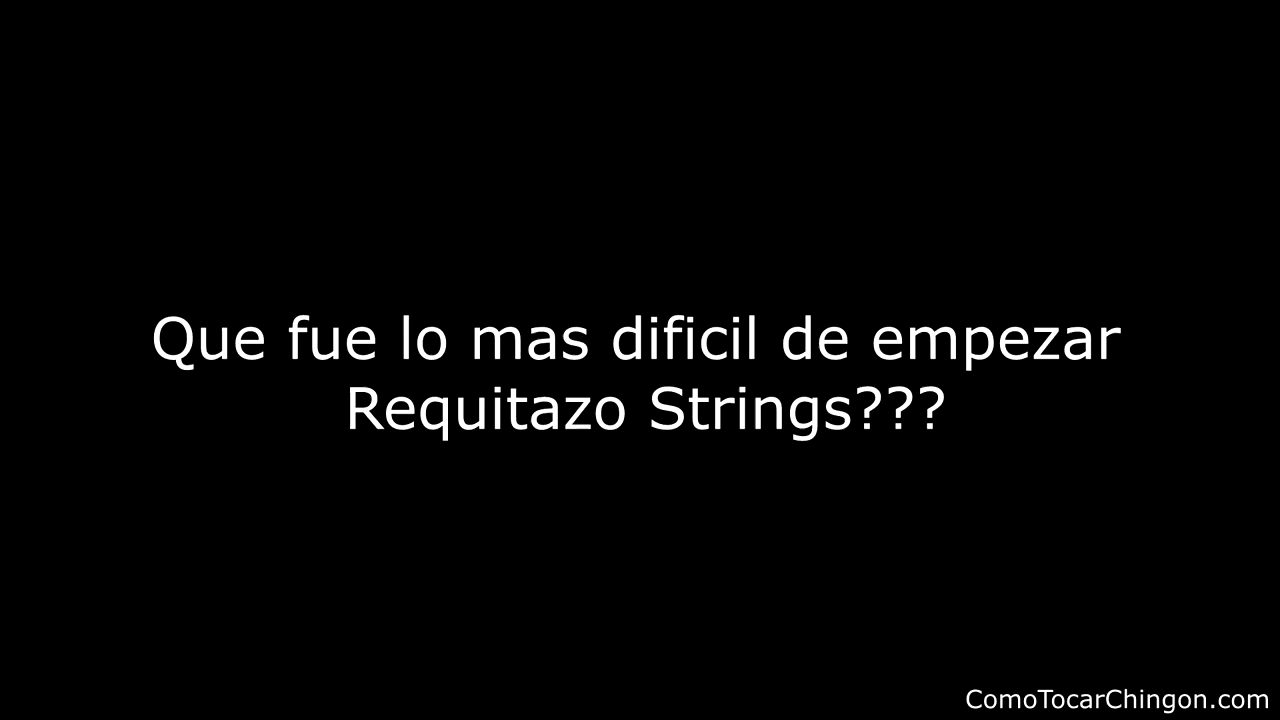 Que fue lo mas dificil de empezar
Requitazo Strings???
ComoTocarChingon.com